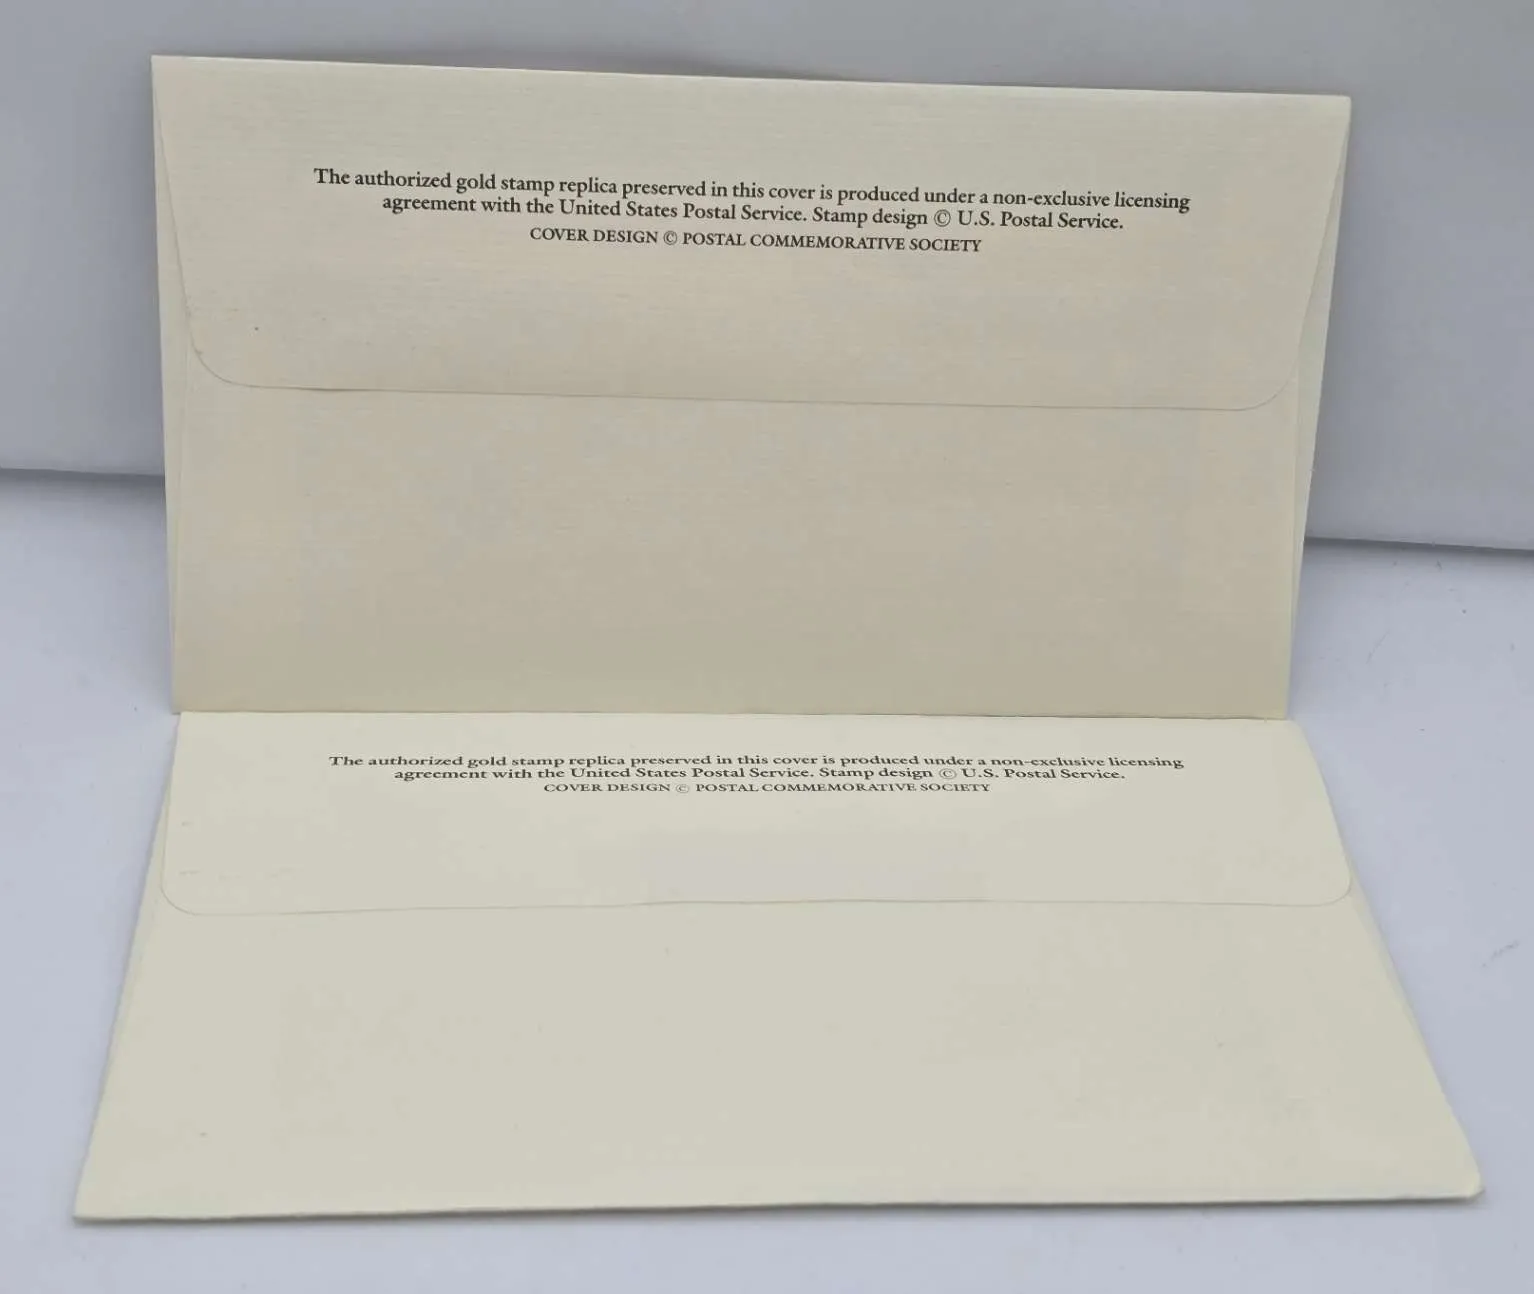 The authorized gold stamp replica preserved in this cover is produced under a non-exclusive licensing
agreement with the United States Postal Service. Stamp design © U.S. Postal Service.
COVER DESIGN © POSTAL COMMEMORATIVE SOCIETY
The authorized gold stamp replica preserved in this cover is produced under a non-exclusive licensing
agreement with the United States Postal Service. Stamp design © U.S. Postal Service.
COVER DESIGN © POSTAL COMMEMORATIVE SOCIETY